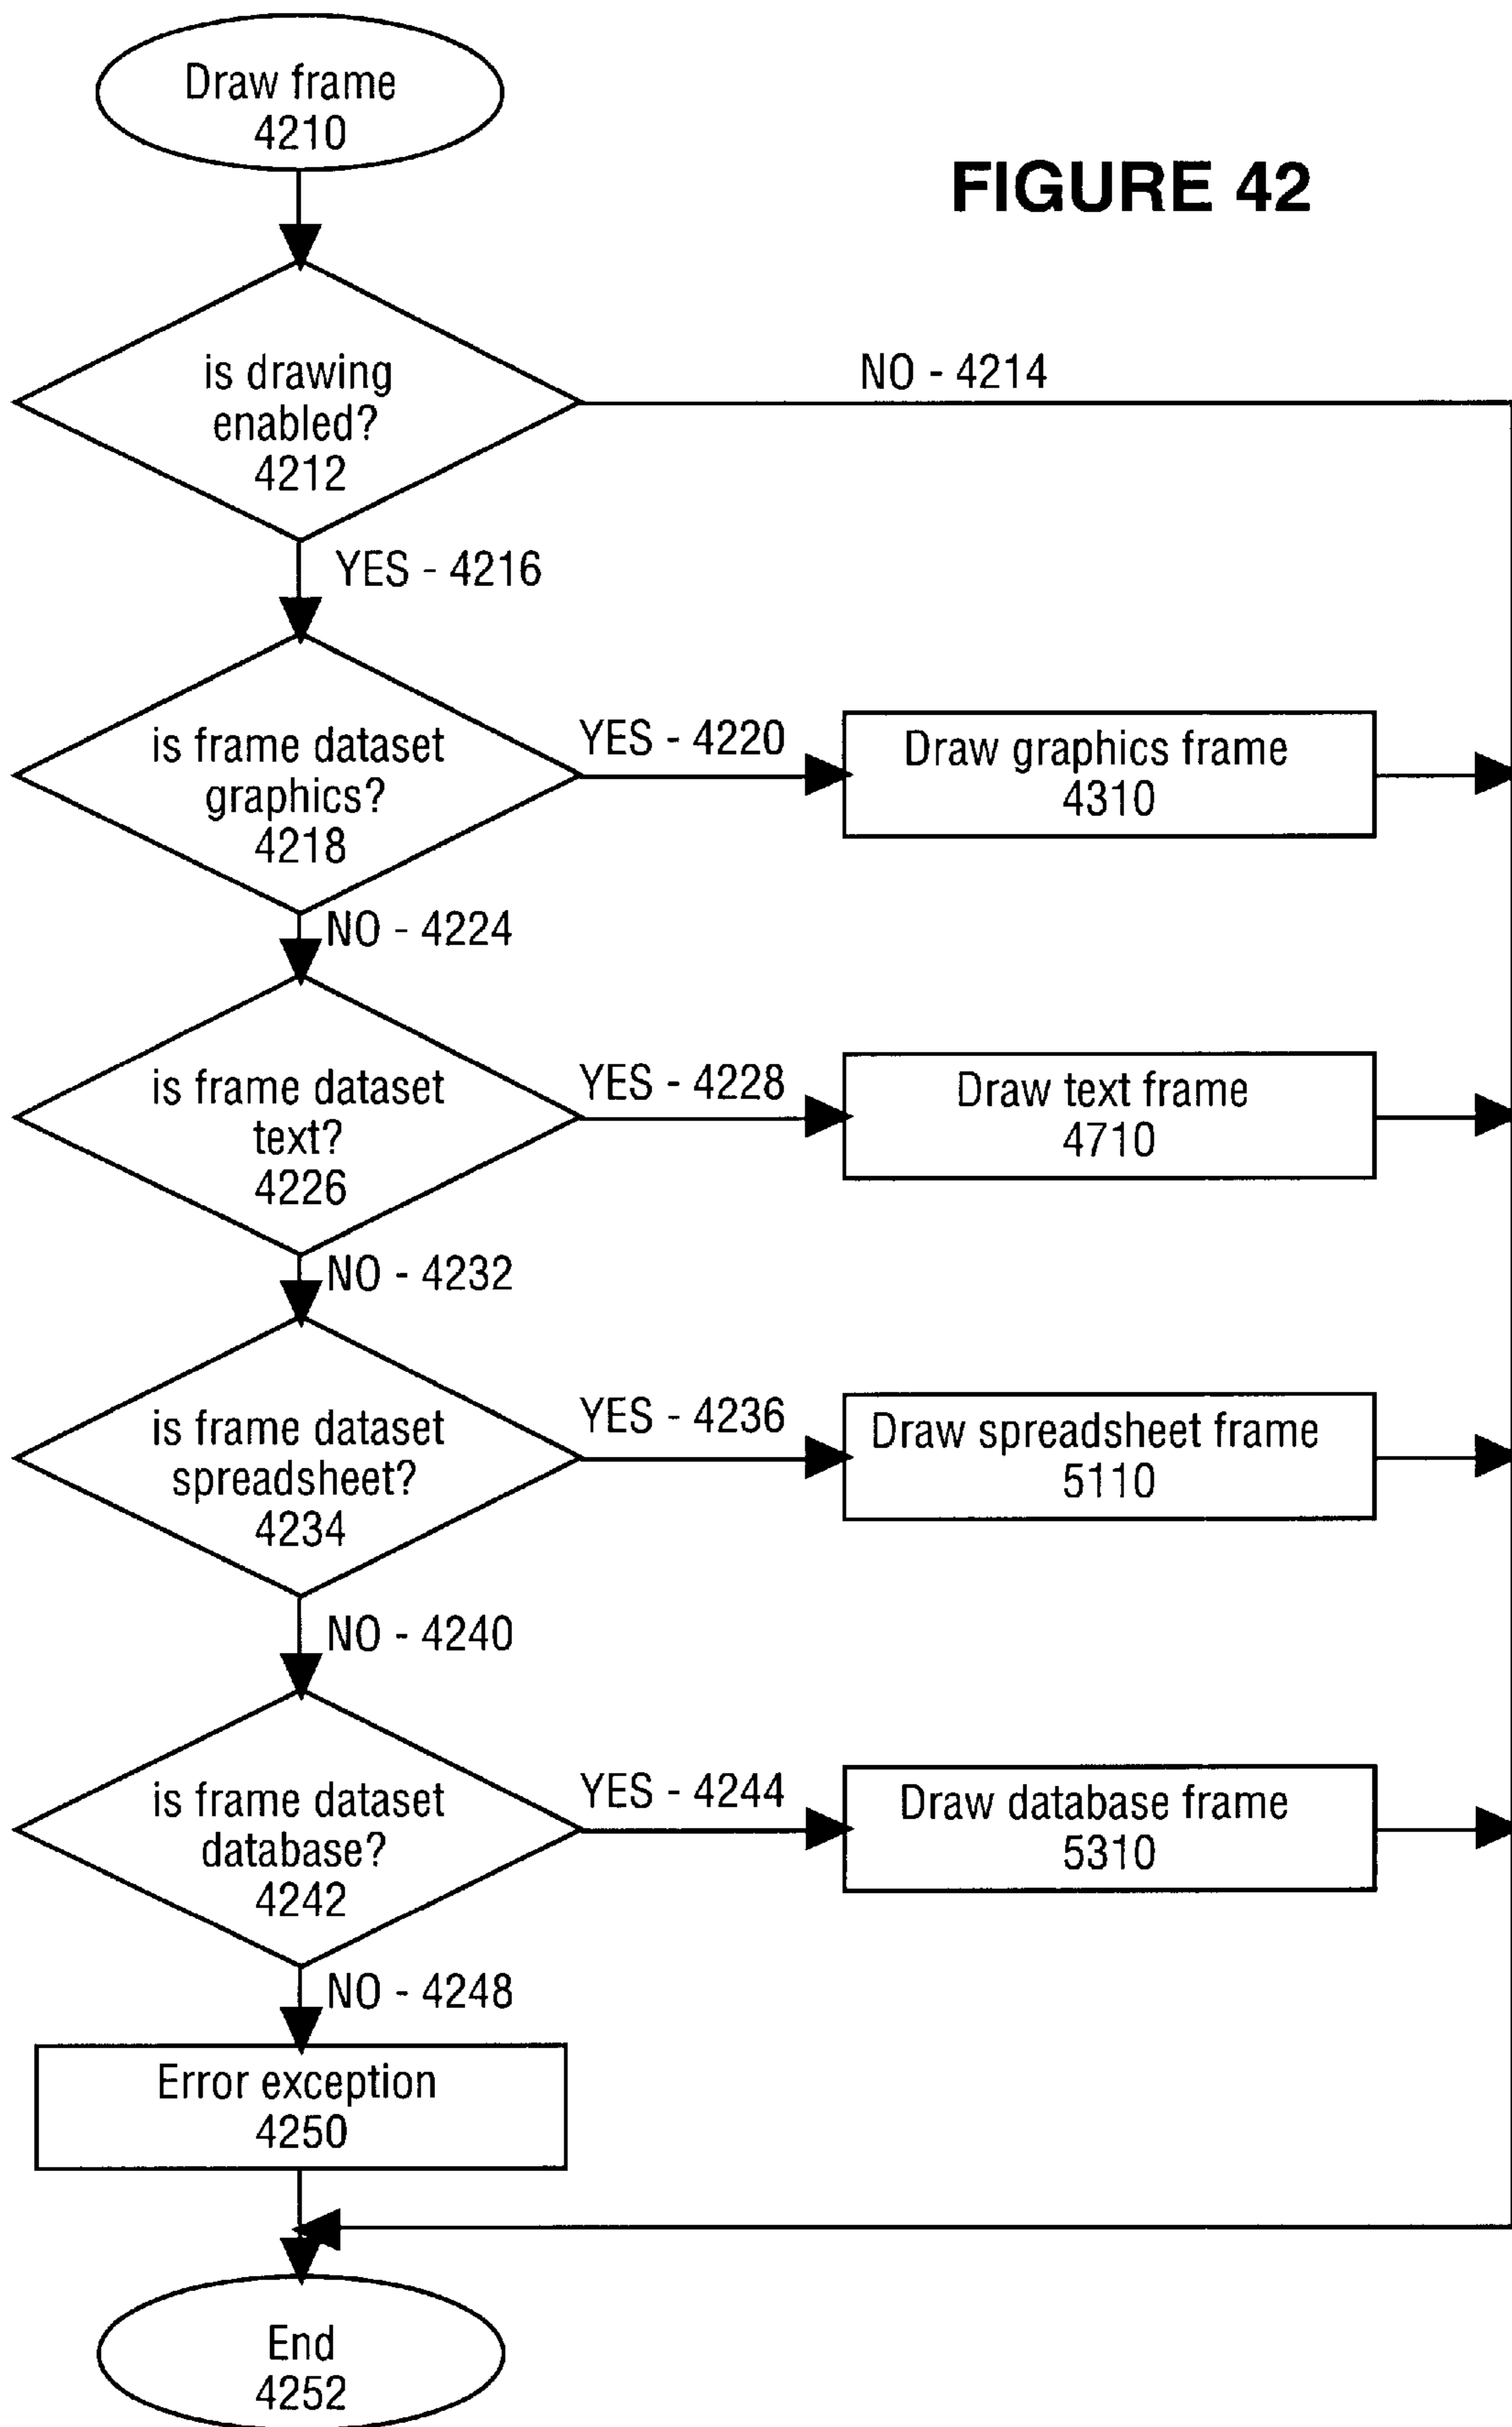 Draw frame
4210
FIGURE 42
is drawing
enabled?
4212
NO - 4214
YES - 4216
is frame dataset
graphics?
4218
YES - 4220
Draw graphics frame
4310
NO - 4224
is frame dataset
text?
4226
YES - 4228
Draw text frame
4710
NO - 4232
is frame dataset
spreadsheet?
4234
YES - 4236
Draw spreadsheet frame
5110
NO - 4240
is frame dataset
database?
4242
YES - 4244
Draw database frame
5310
NO - 4248
Error exception
4250
End
4252